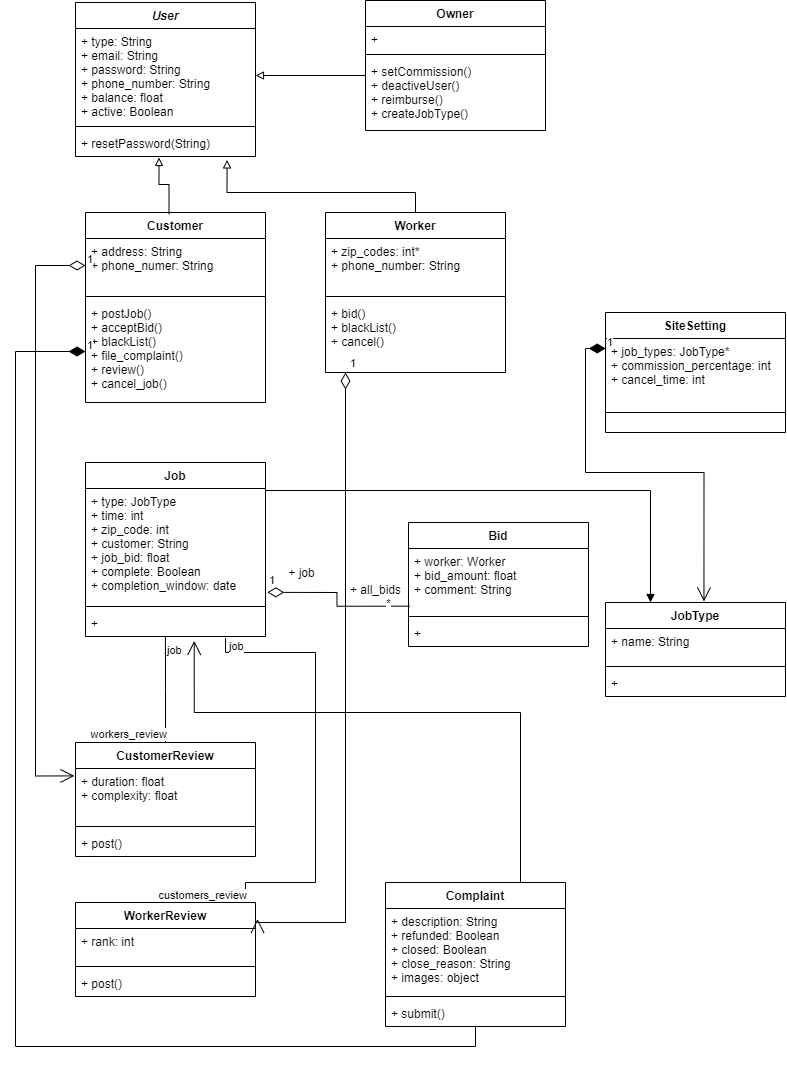 User
+ type: String
+ email: String
+ password: String
+ phone_number: String
+ balance: float
+ active: Boolean
+ resetPassword(String)
Owner
+
+ setCommission()
+ deactiveUser()
+ reimburse()
+ createJobType()
Customer
+ address: String
+ phone_numer: String
1
+ postJob()
+ acceptBid()
+ blackList()
+ file_complaint()
+ review()
+ cancel_job()
1
Worker
+ zip_codes: int*
+ phone_number: String
+ bid()
+ blackList()
+ cancel()
1
SiteSetting
1
+ job_types: JobType*
+ commission_percentage: int
+ cancel_time: int
Job
+ type: JobType
+ time: int
+ zip_code: int
+ customer: String
+ job_bid: float
+ complete: Boolean
+ completion_window: date
+
1
+ job
+ all_bids
*
Bid
+ worker: Worker
+ bid_amount: float
+ comment: String
+
JobType
+ name: String
+
job
job
workers_review
CustomerReview
+ duration: float
+ complexity: float
+ post()
customers_review
WorkerReview
+ rank: int
+ post()
Complaint
+ description: String
+ refunded: Boolean
+ closed: Boolean
+ close_reason: String
+ images: object
+ submit()